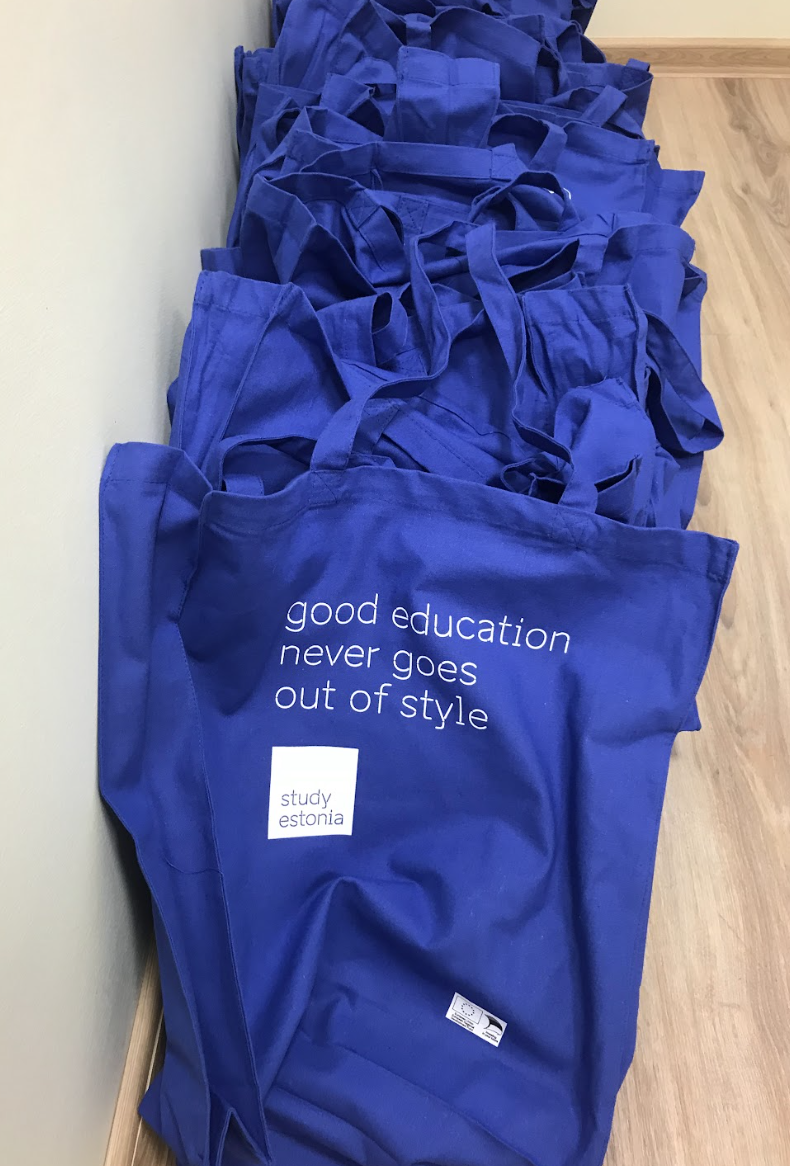 good education
never goes
out of style
study
estonia